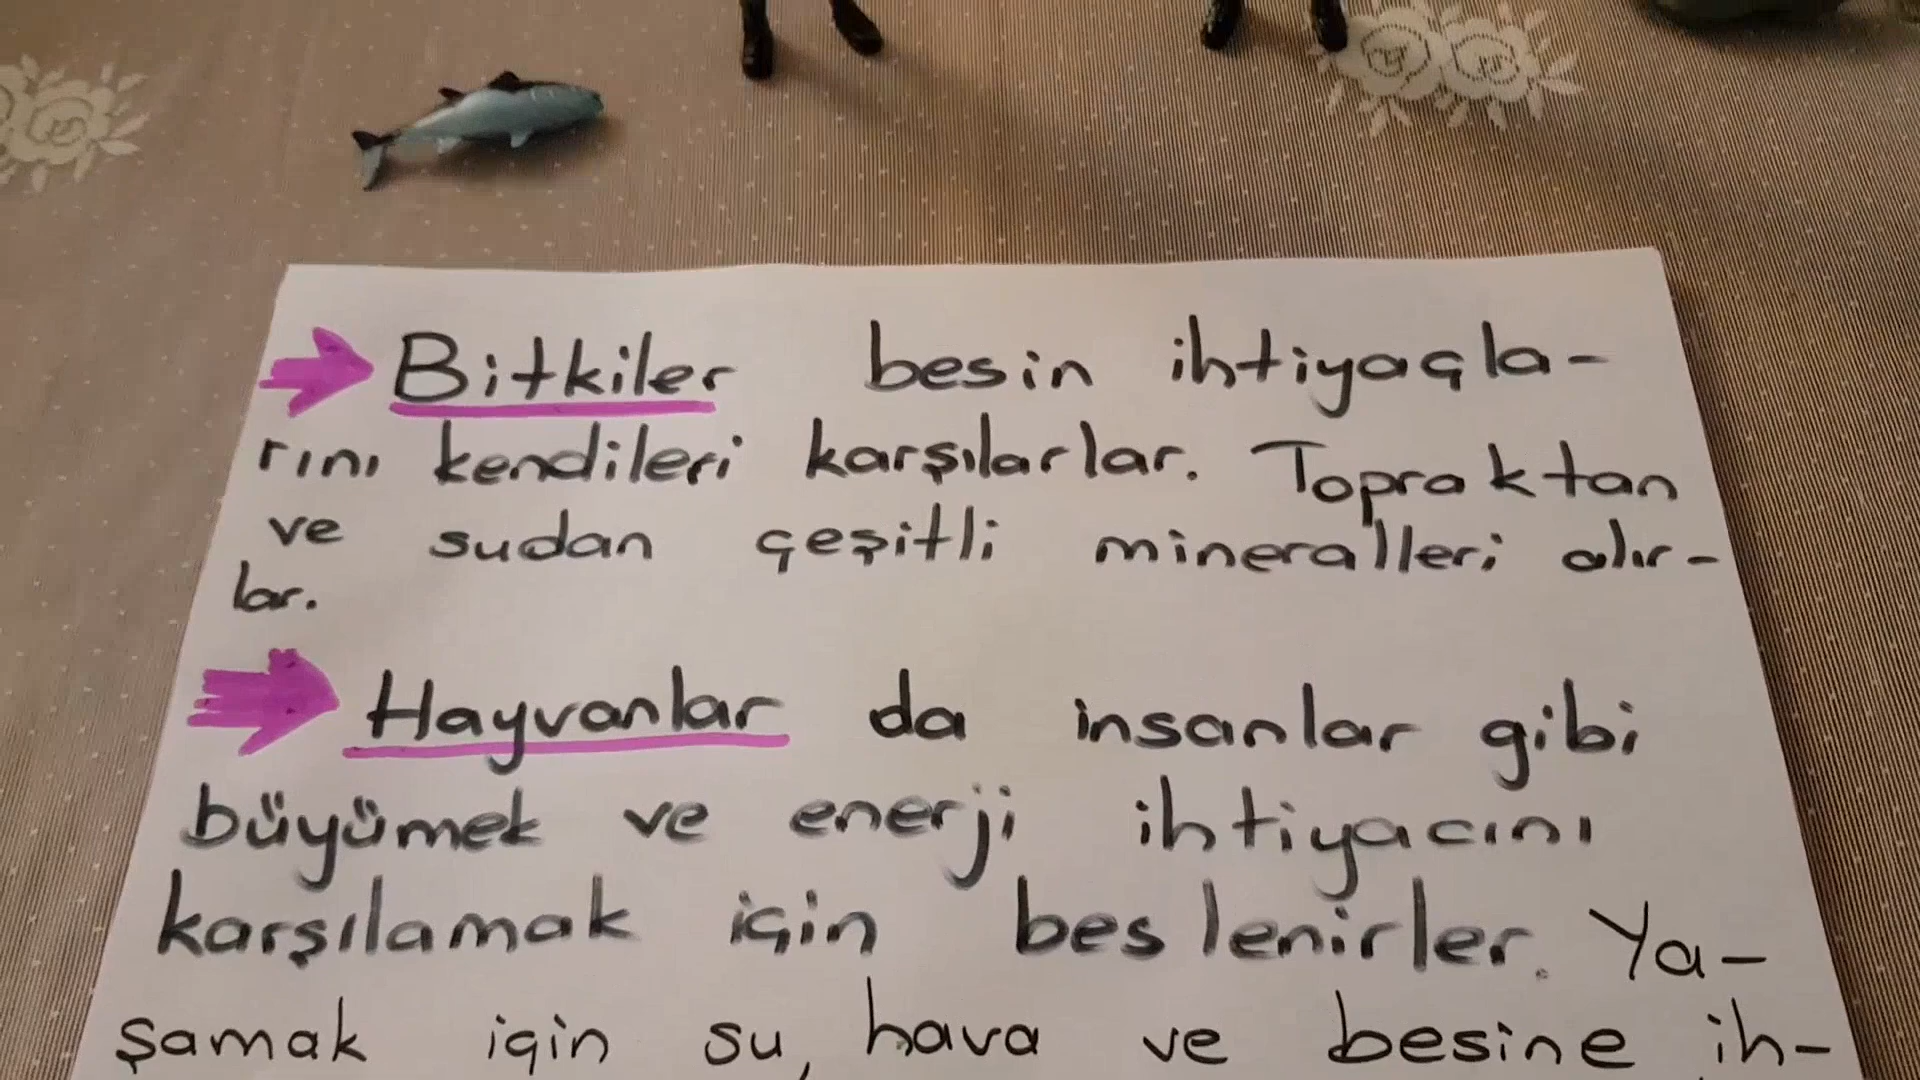 Bitkiler besin ihtiyaçla-
rını kendileri karşılarlar. Topraktan
ve sudan çeşitli mineralleri alır-
lar.
Hayvanlar da insanlar gibi
büyümek ve enerji ihtiyacını
karşılamak için beslenirler. Ya-
şamak için su, hava ve besine ih-